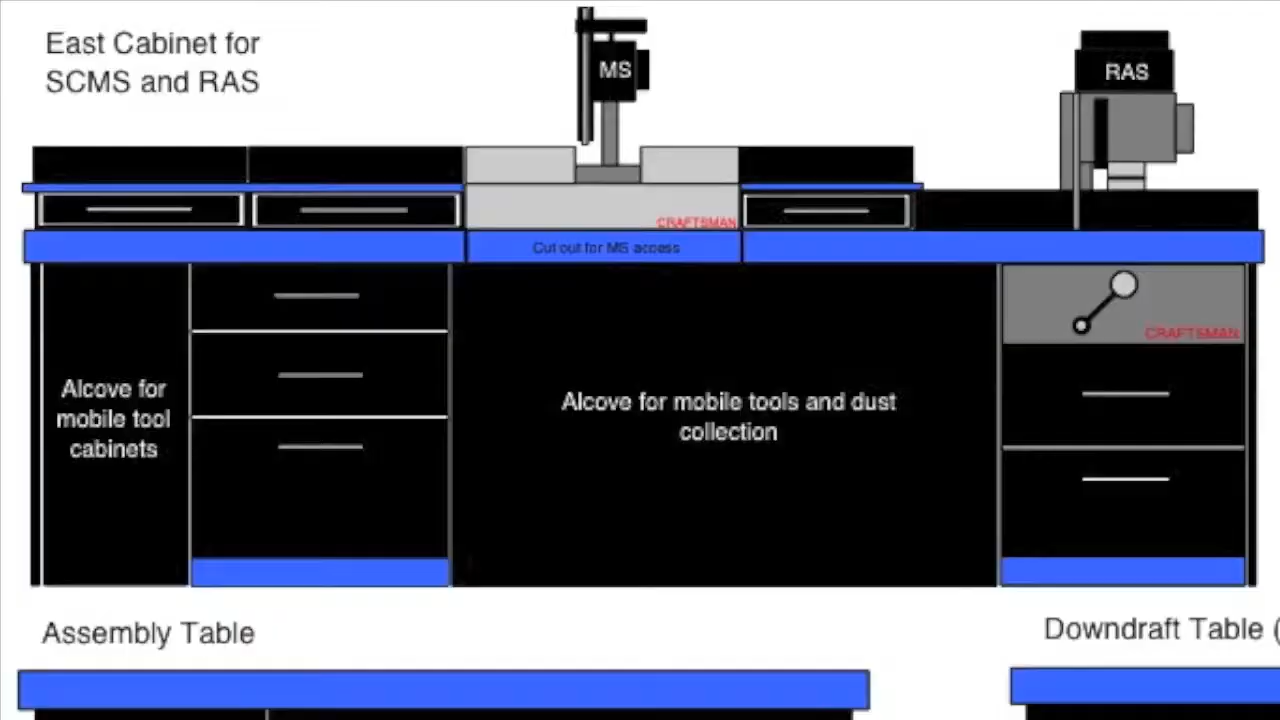 East Cabinet for
SCMS and RAS
MS
RAS
CRAFTSMAN
Cut out for MS access
CRAFTSMAN
Alcove for
mobile tool
cabinets
Alcove for mobile tools and dust
collection
Assembly Table
Downdraft Table (